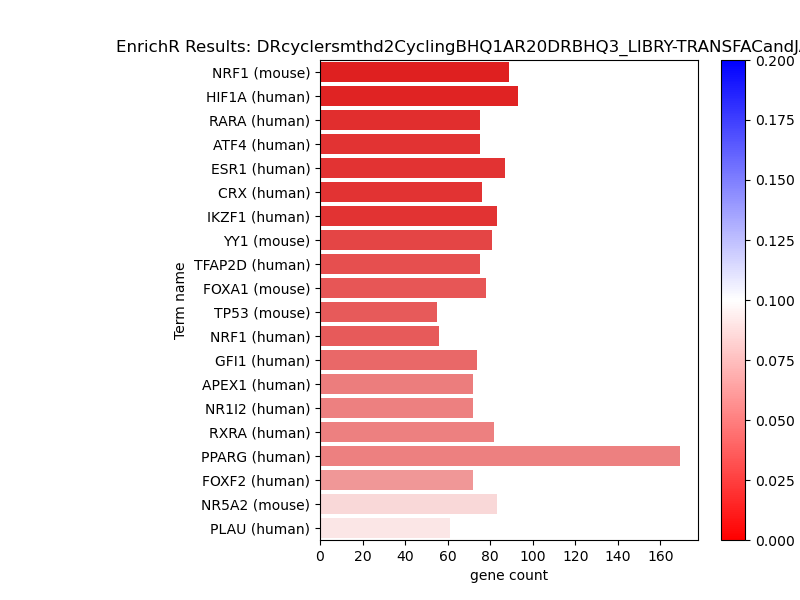 EnrichR Results: DRcyclersmthd2CyclingBHQ1AR20DRBHQ3_LIBRY-TRANSFACandJ
NRF1 (mouse)
HIF1A (human)
RARA (human)
ATF4 (human)
ESR1 (human)
CRX (human)
IKZF1 (human)
YY1 (mouse)
TFAP2D (human)
FOXA1 (mouse)
TP53 (mouse)
NRF1 (human)
GFI1 (human)
APEX1 (human)
NR1I2 (human)
RXRA (human)
PPARG (human)
FOXF2 (human)
NR5A2 (mouse)
PLAU (human)
Term name
0 20 40 60 80 100 120 140 160
gene count
0.200
0.175
0.150
0.125
0.100
0.075
0.050
0.025
0.000